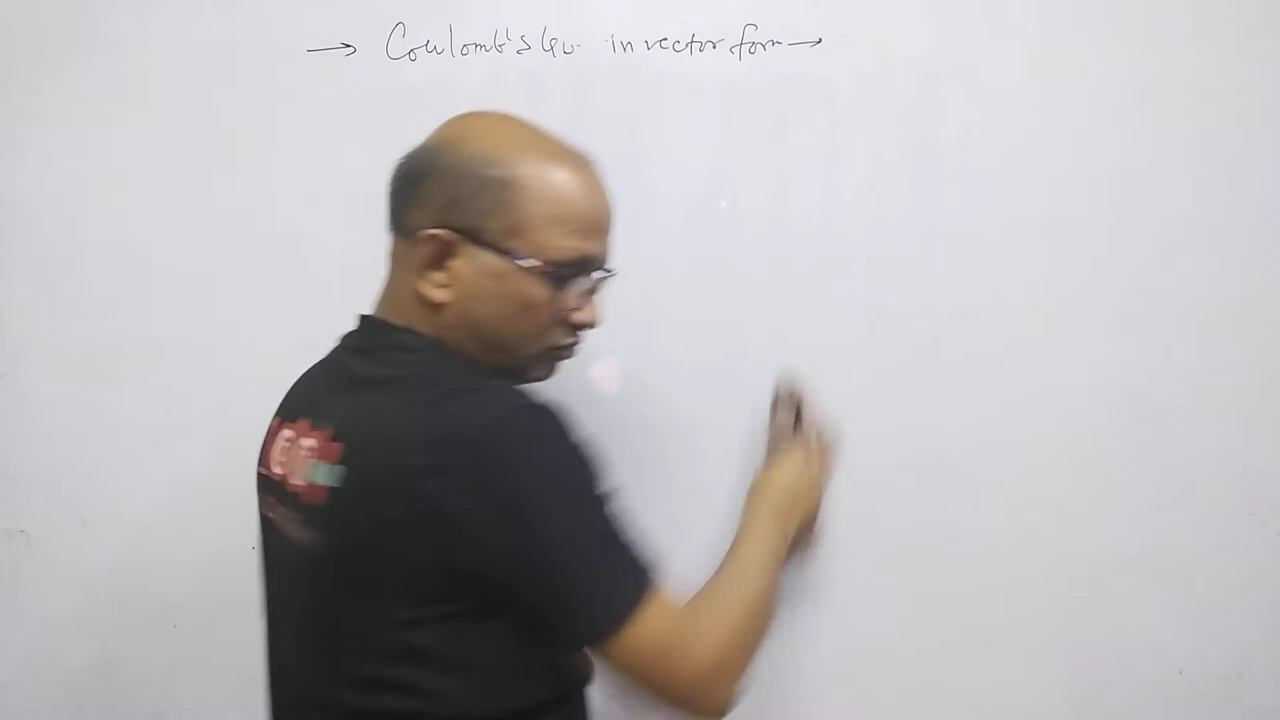 → Coulomb's law in vector form →